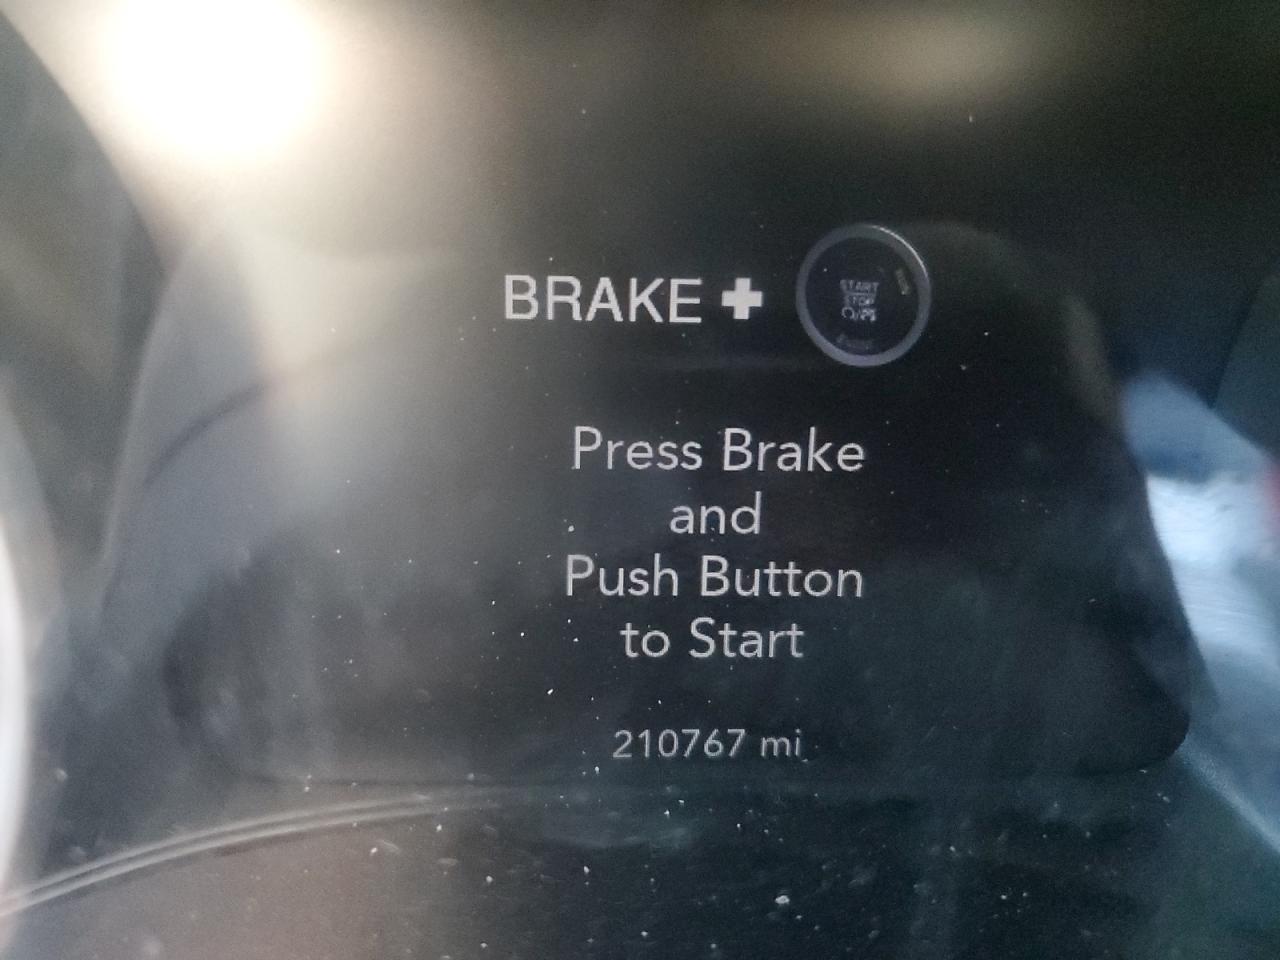 BRAKE +
START
STOP
Press Brake
and
Push Button
to Start
210767 mi